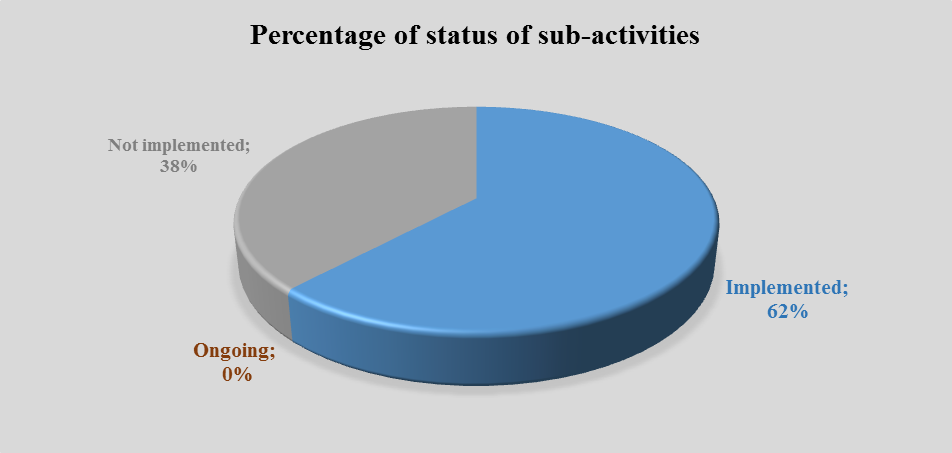 Percentage of status of sub-activities
Not implemented;
38%
Implemented;
62%
Ongoing;
0%